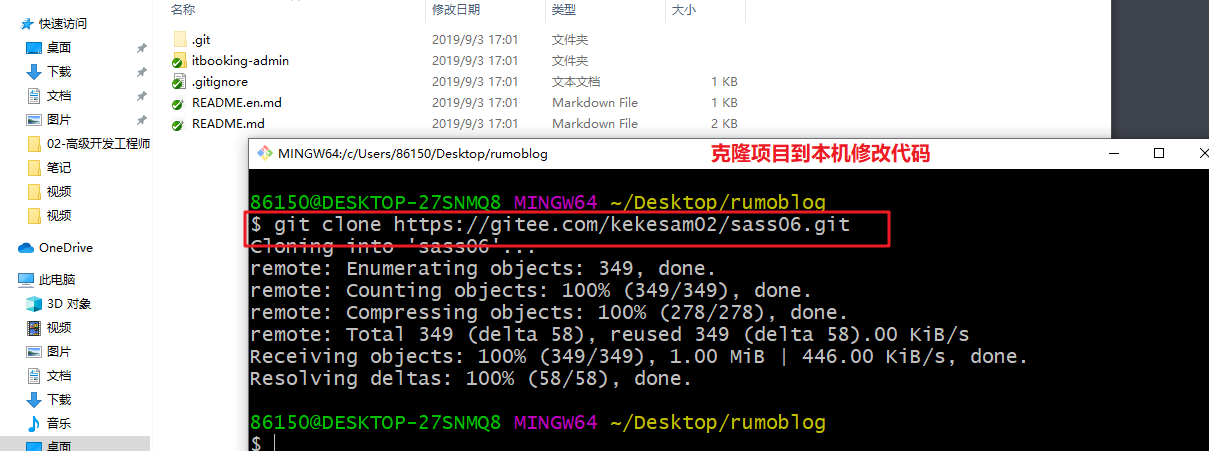 名称 修改日期 类型 大小
快速访问
桌面
下载
文档
图片
02-高级开发工程师
笔记
视频
视频
OneDrive
此电脑
3D 对象
视频
图片
文档
下载
音乐
桌面
.git 2019/9/3 17:01 文件夹
itbooking-admin 2019/9/3 17:01 文件夹
.gitignore 2019/9/3 17:01 文本文档 1 KB
README.en.md 2019/9/3 17:01 Markdown File 1 KB
README.md 2019/9/3 17:01 Markdown File 2 KB
MINGW64:/c/Users/86150/Desktop/rumoblog
克隆项目到本机修改代码
86150@DESKTOP-27SNMQ8 MINGW64 ~/Desktop/rumoblog
$ git clone https://gitee.com/kekesam02/sass06.git
Cloning into 'sass06'...
remote: Enumerating objects: 349, done.
remote: Counting objects: 100% (349/349), done.
remote: Compressing objects: 100% (278/278), done.
remote: Total 349 (delta 58), reused 349 (delta 58).00 KiB/s
Receiving objects: 100% (349/349), 1.00 MiB | 446.00 KiB/s, done.
Resolving deltas: 100% (58/58), done.
86150@DESKTOP-27SNMQ8 MINGW64 ~/Desktop/rumoblog
$